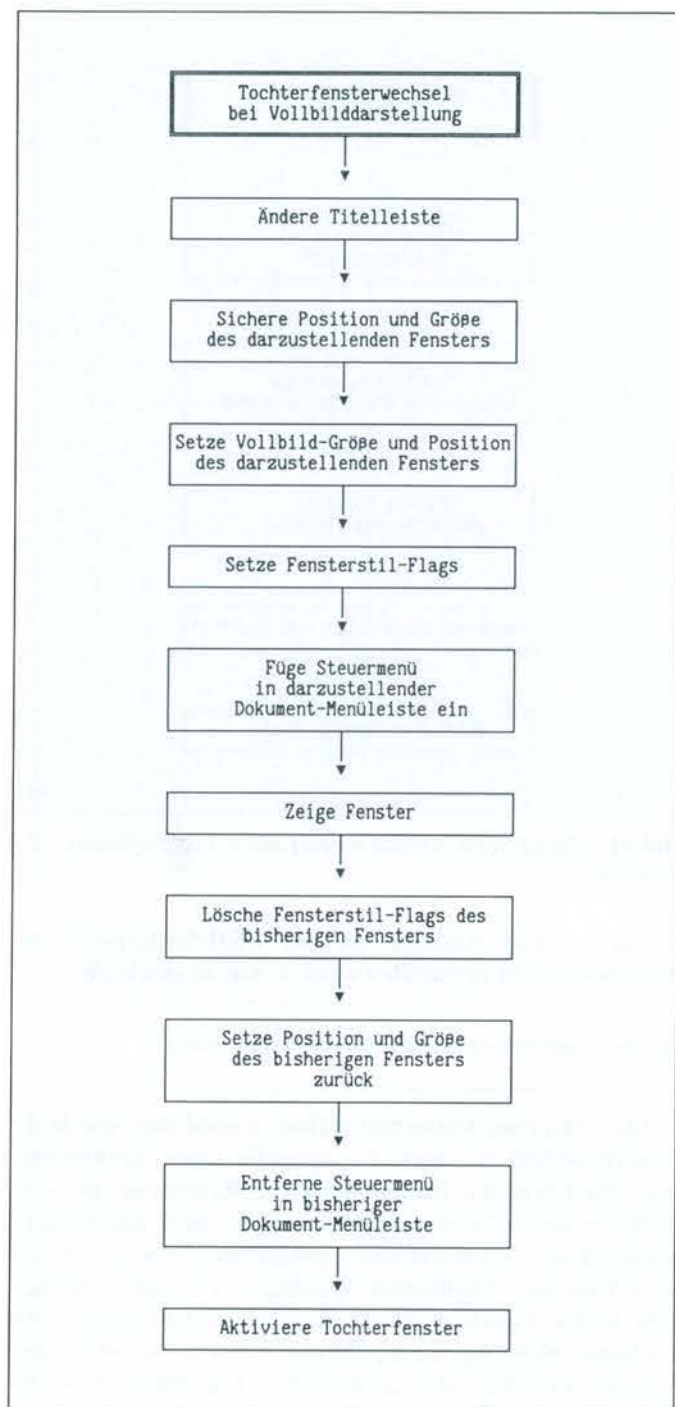 Tochterfensterwechsel
bei Vollbilddarstellung
Ändere Titelleiste
Sichere Position und Größe
des darzustellenden Fensters
Setze Vollbild-Größe und Position
des darzustellenden Fensters
Setze Fensterstil-Flags
Füge Steuermenü
in darzustellender
Dokument-Menüleiste ein
Zeige Fenster
Lösche Fensterstil-Flags des
bisherigen Fensters
Setze Position und Größe
des bisherigen Fensters
zurück
Entferne Steuermenü
in bisheriger
Dokument-Menüleiste
Aktiviere Tochterfenster